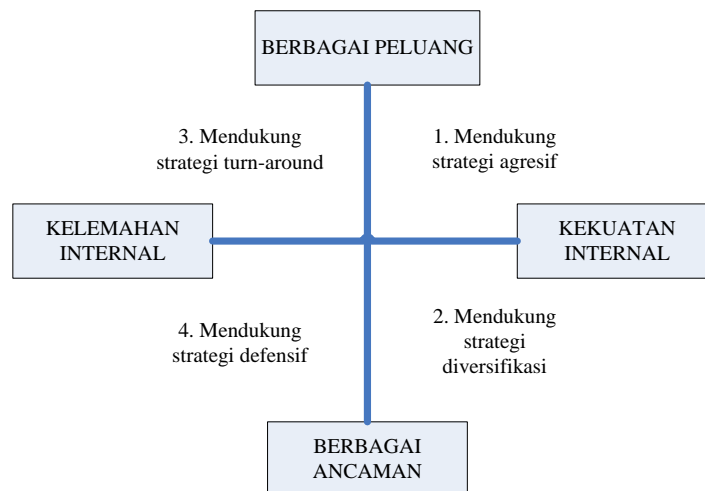 BERBAGAI PELUANG
3. Mendukung
strategi turn-around
1. Mendukung
strategi agresif
KELEMAHAN
INTERNAL
KEKUATAN
INTERNAL
4. Mendukung
strategi defensif
2. Mendukung
strategi
diversifikasi
BERBAGAI
ANCAMAN